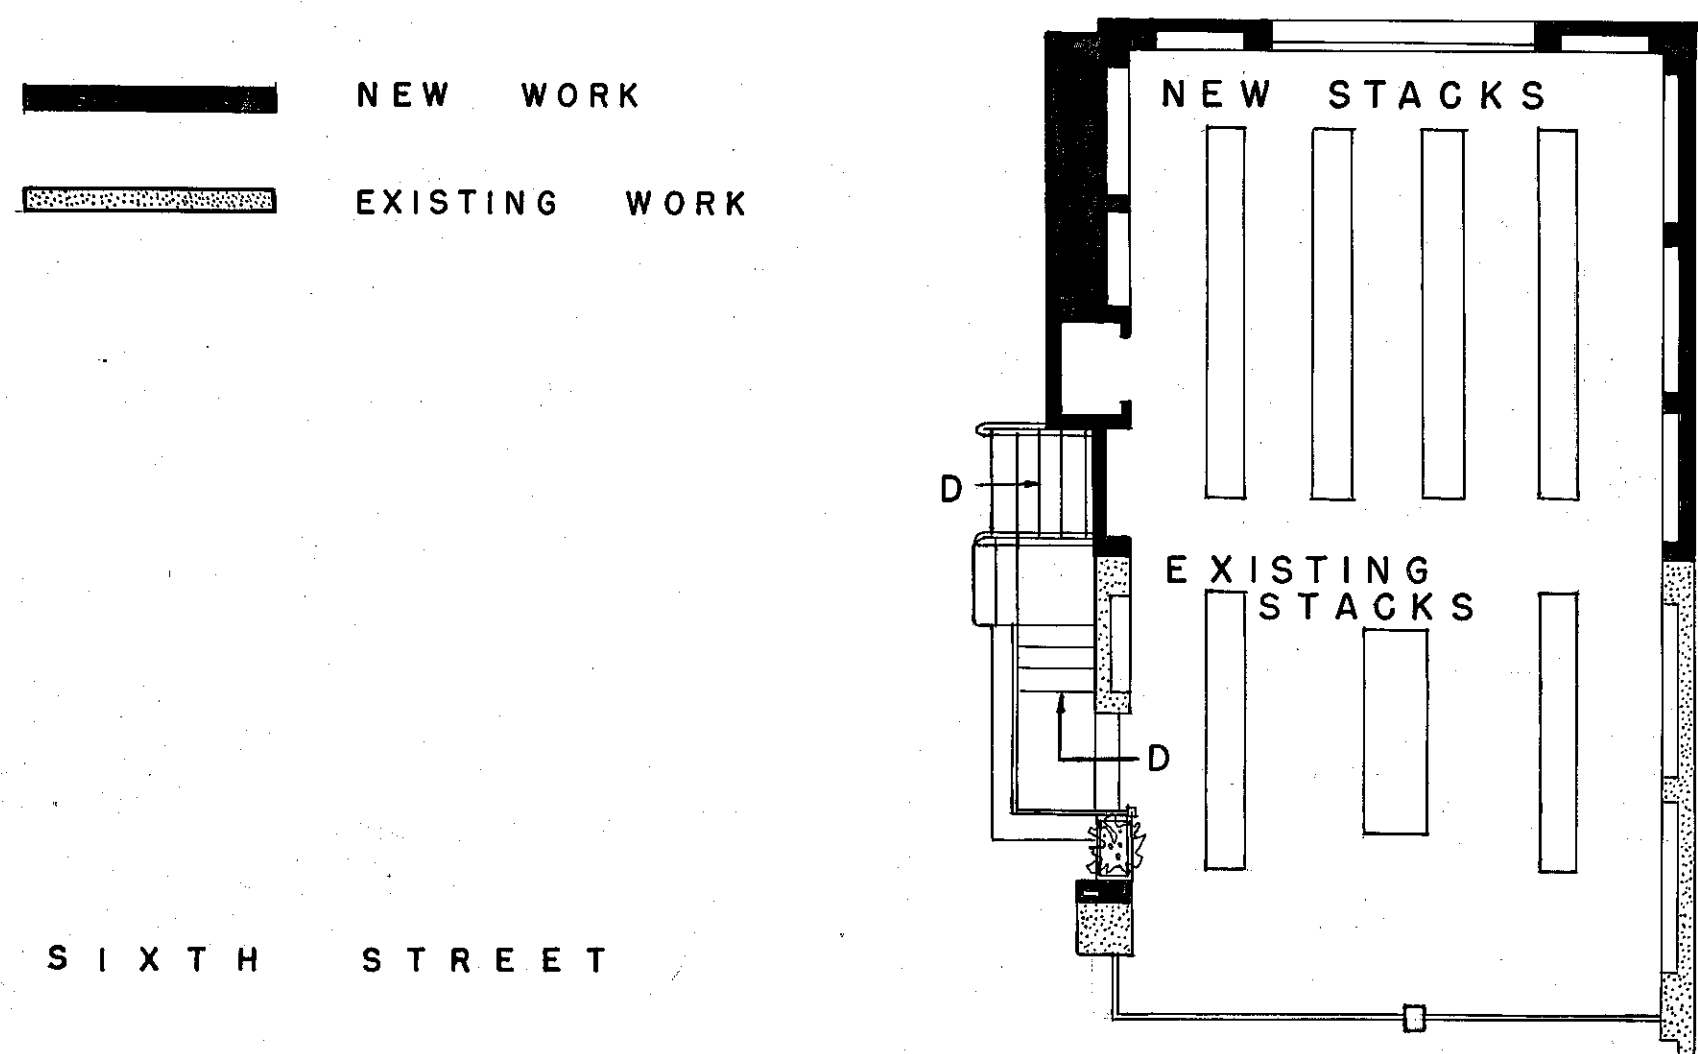 NEW WORK
EXISTING WORK
NEW STACKS
D
EXISTING
STACKS
D
SIXTH STREET